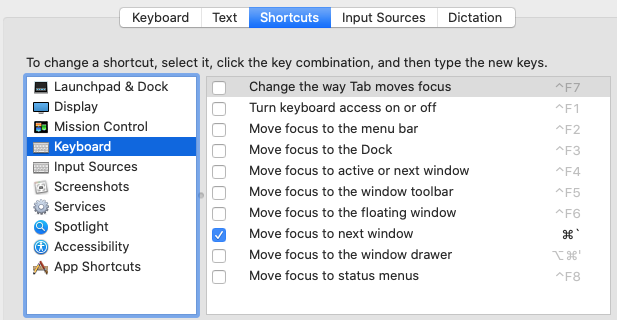 Keyboard Text Shortcuts Input Sources Dictation
To change a shortcut, select it, click the key combination, and then type the new keys.
Launchpad & Dock
Display
Mission Control
Keyboard
Input Sources
Screenshots
Services
Spotlight
Accessibility
App Shortcuts
Change the way Tab moves focus ^F7
Turn keyboard access on or off ^F1
Move focus to the menu bar ^F2
Move focus to the Dock ^F3
Move focus to active or next window ^F4
Move focus to the window toolbar ^F5
Move focus to the floating window ^F6
Move focus to next window ⌘`
Move focus to the window drawer ⌥⌘'
Move focus to status menus ^F8